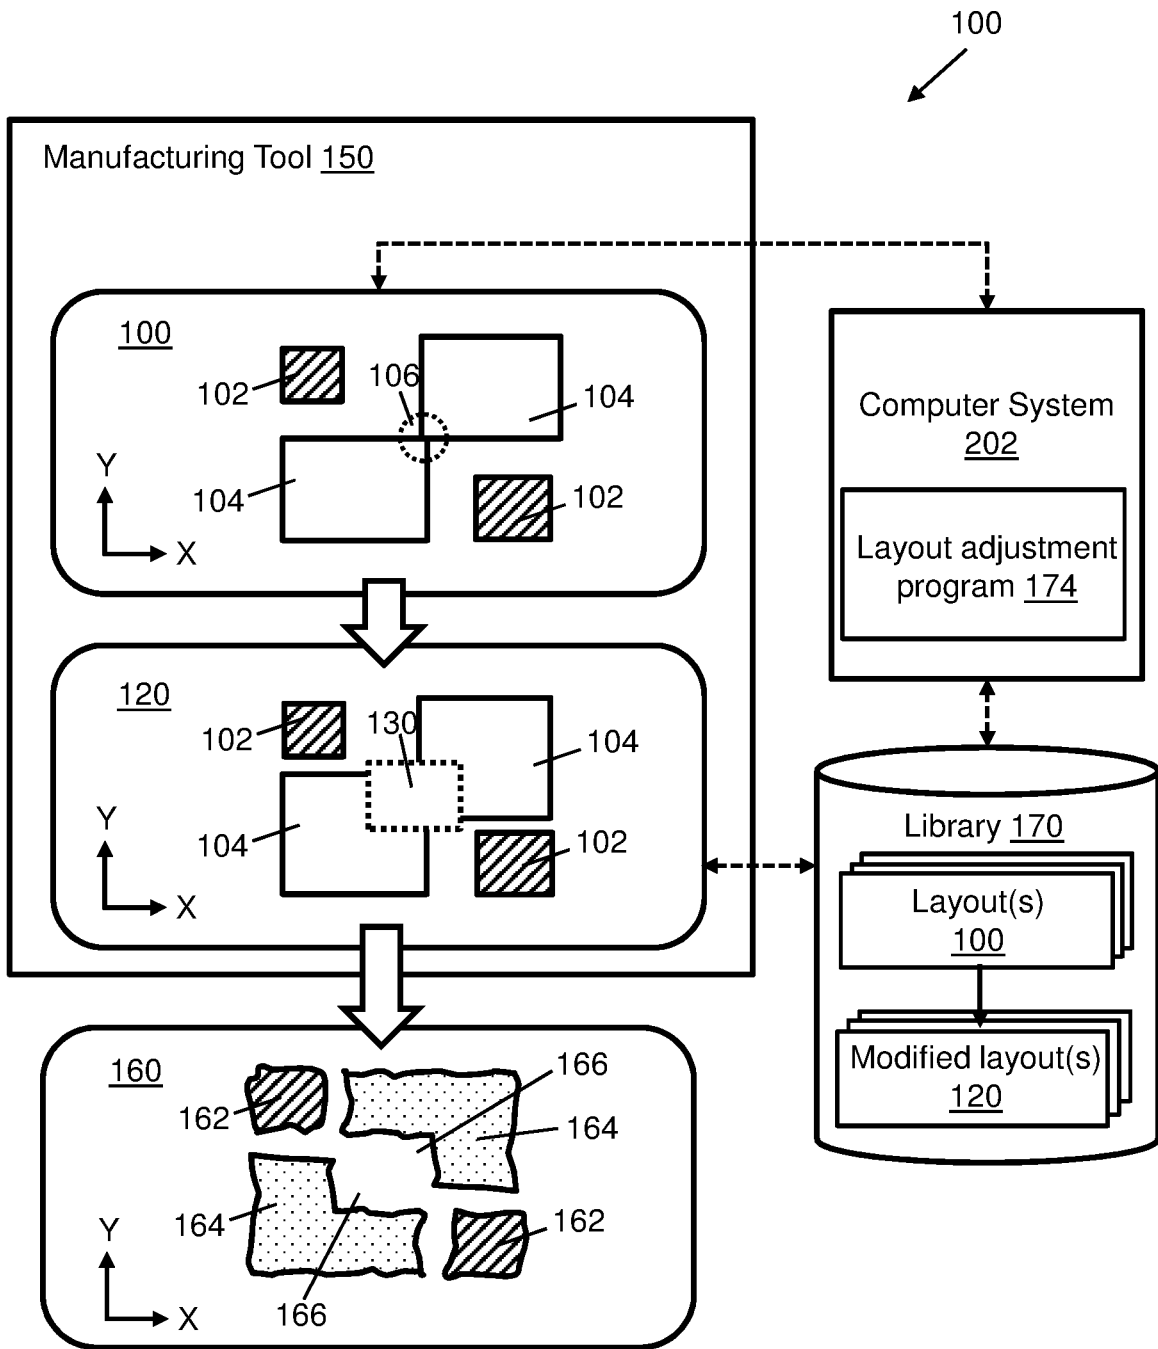 100
Manufacturing Tool 150
100
102
106
104
104
102
Y
X
Computer System
202
Layout adjustment
program 174
120
102
130
104
104
102
Y
X
Library 170
Layout(s)
100
Modified layout(s)
120
160
162
166
164
164
162
166
Y
X